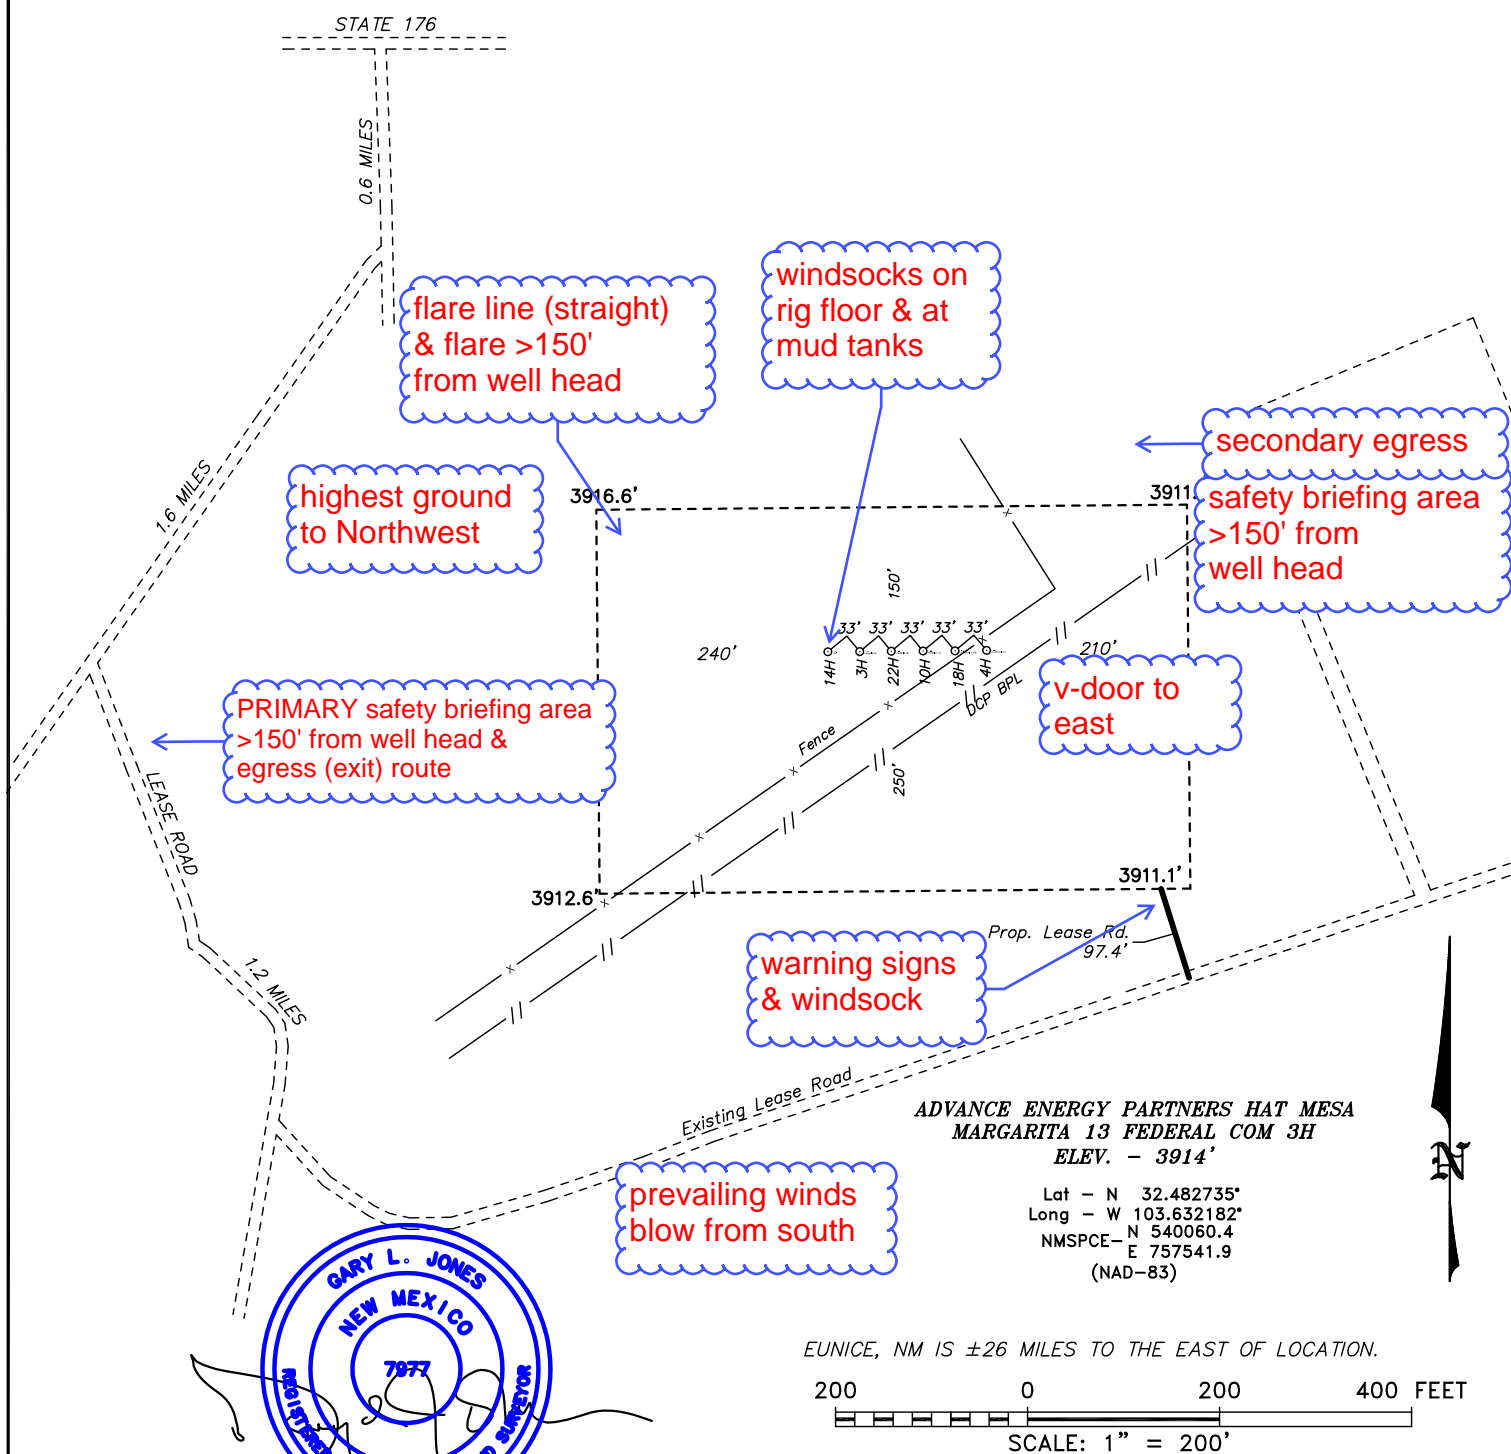 STATE 176
0.6 MILES
flare line (straight)
& flare >150'
from well head
windsocks on
rig floor & at
mud tanks
secondary egress
safety briefing area
>150' from
well head
1.6 MILES
highest ground
to Northwest
3916.6'
3911.
150'
33' 33' 33' 33' 33'
240'
210'
14H 3H 22H 10H 18H 4H
DCP BPL
v-door to
east
PRIMARY safety briefing area
>150' from well head &
egress (exit) route
Fence
250'
LEASE ROAD
3912.6'
3911.1'
Prop. Lease Rd.
97.4'
warning signs
& windsock
1.2 MILES
Existing Lease Road
ADVANCE ENERGY PARTNERS HAT MESA
MARGARITA 13 FEDERAL COM 3H
ELEV. - 3914'
Lat - N 32.482735°
Long - W 103.632182°
NMSPCE- N 540060.4
E 757541.9
(NAD-83)
N
prevailing winds
blow from south
GARY L. JONES
NEW MEXICO
7977
REGISTERED
SURVEYOR
EUNICE, NM IS ±26 MILES TO THE EAST OF LOCATION.
200 0 200 400 FEET
SCALE: 1" = 200'